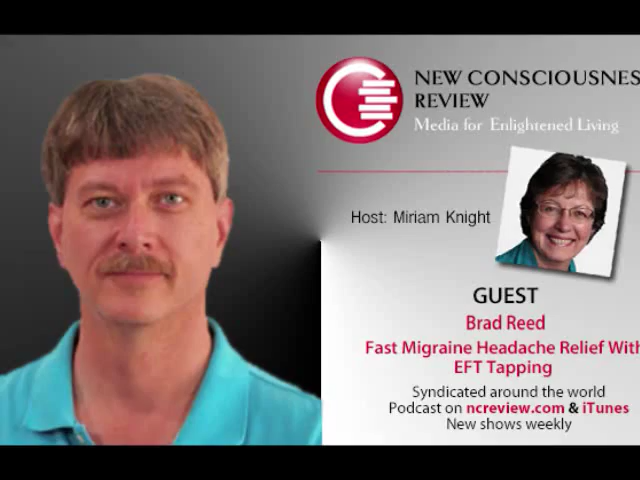 NEW CONSCIOUSNES
REVIEW
Media for Enlightened Living
Host: Miriam Knight
GUEST
Brad Reed
Fast Migraine Headache Relief With
EFT Tapping
Syndicated around the world
Podcast on ncreview.com & iTunes
New shows weekly